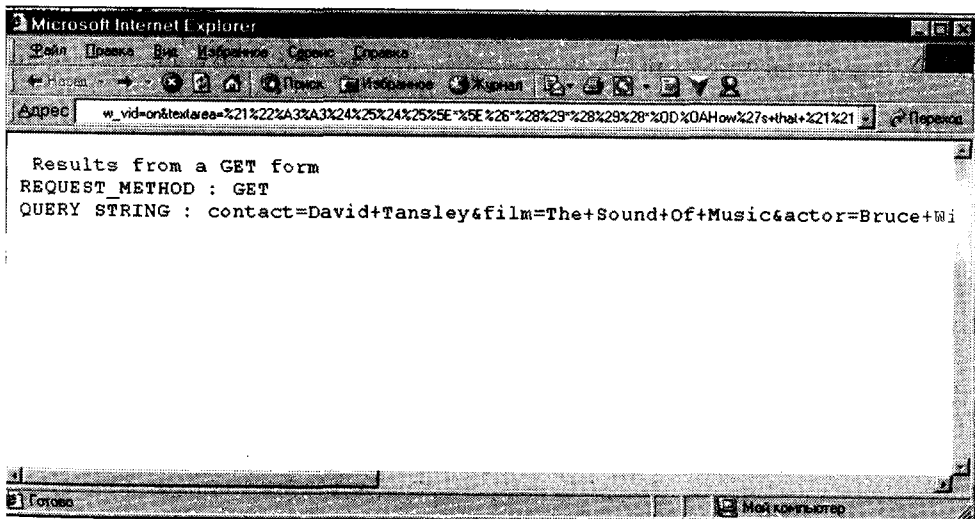 Microsoft Internet Explorer
Файл Правка Вид Избранное Сервис Справка
Назад Поиск Избранное Журнал
Адрес w_vid=on&textarea=%21%22%A3%A3%24%25%24%25%5E*%5E%26*%28%29*%28%29%28*%0D%0AHow%27s+that+%21%21 Переход
Results from a GET form
REQUEST_METHOD : GET
QUERY STRING : contact=David+Tansley&film=The+Sound+Of+Music&actor=Bruce+Wi
Готово Мой компьютер